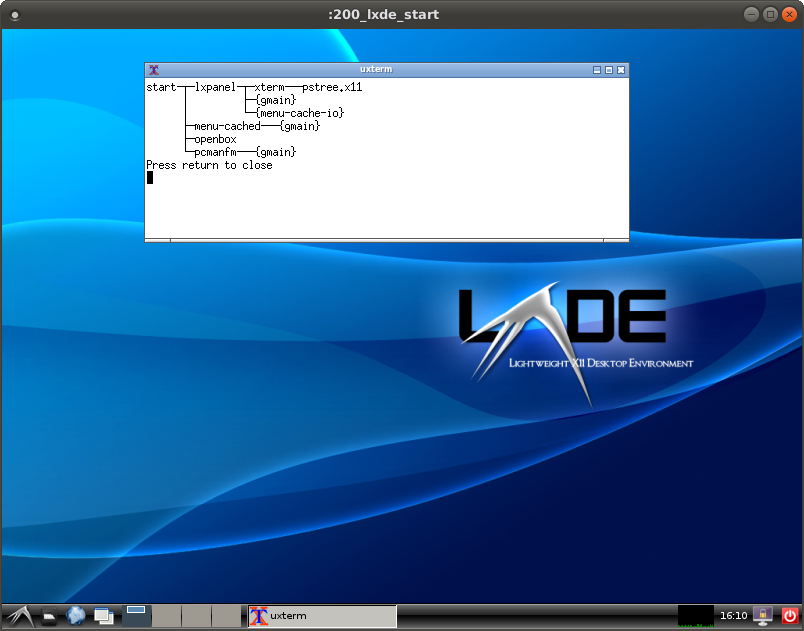 :200_lxde_start
uxterm
start─┬─lxpanel─┬─xterm───pstree.x11
      │         ├─{gmain}
      │         └─{menu-cache-io}
      ├─menu-cached───{gmain}
      ├─openbox
      └─pcmanfm───{gmain}
Press return to close
LXDE
Lightweight X11 Desktop Environment
uxterm
16:10